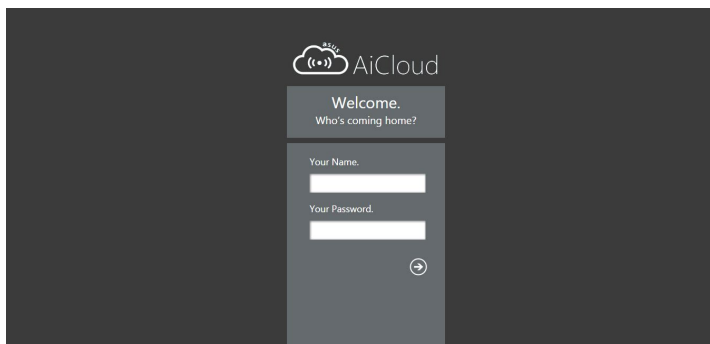 asus
AiCloud
Welcome.
Who's coming home?
Your Name.
Your Password.